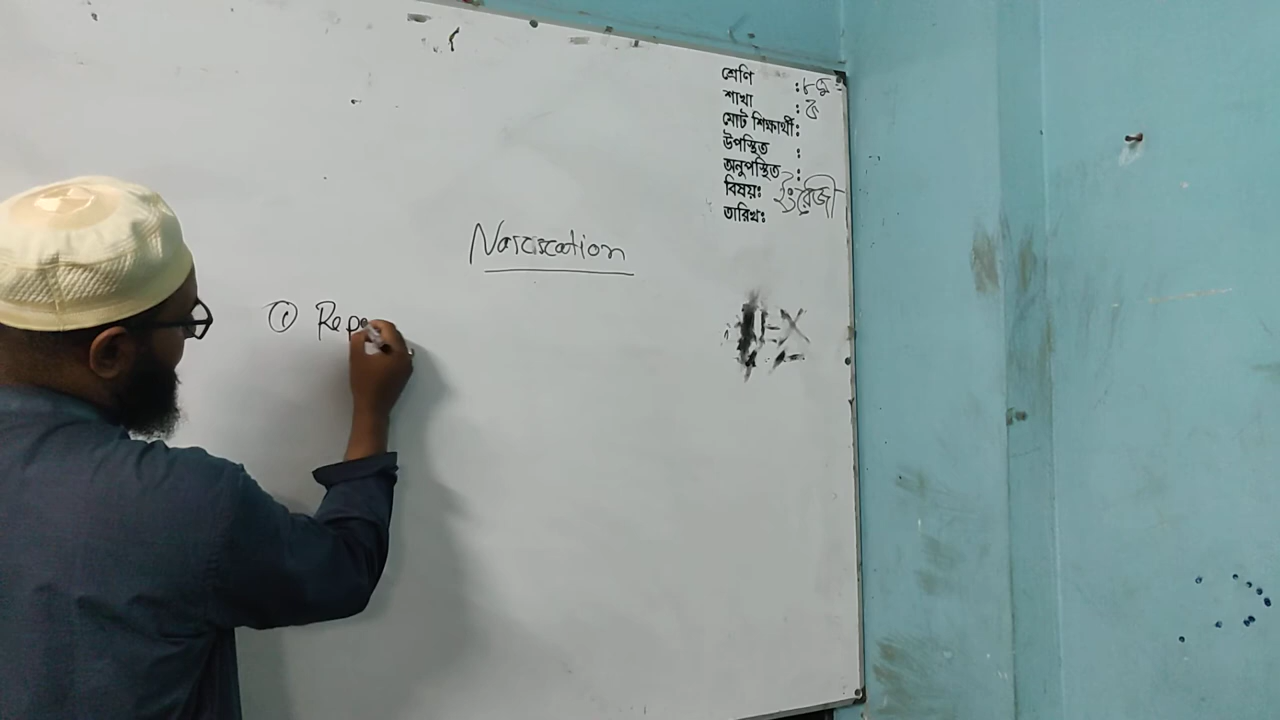 শ্রেণি :
শাখা : ক
মোট শিক্ষার্থী :
উপস্থিত :
অনুপস্থিত :
বিষয়ঃ ইংরেজী
তারিখঃ
Narration
① Repo